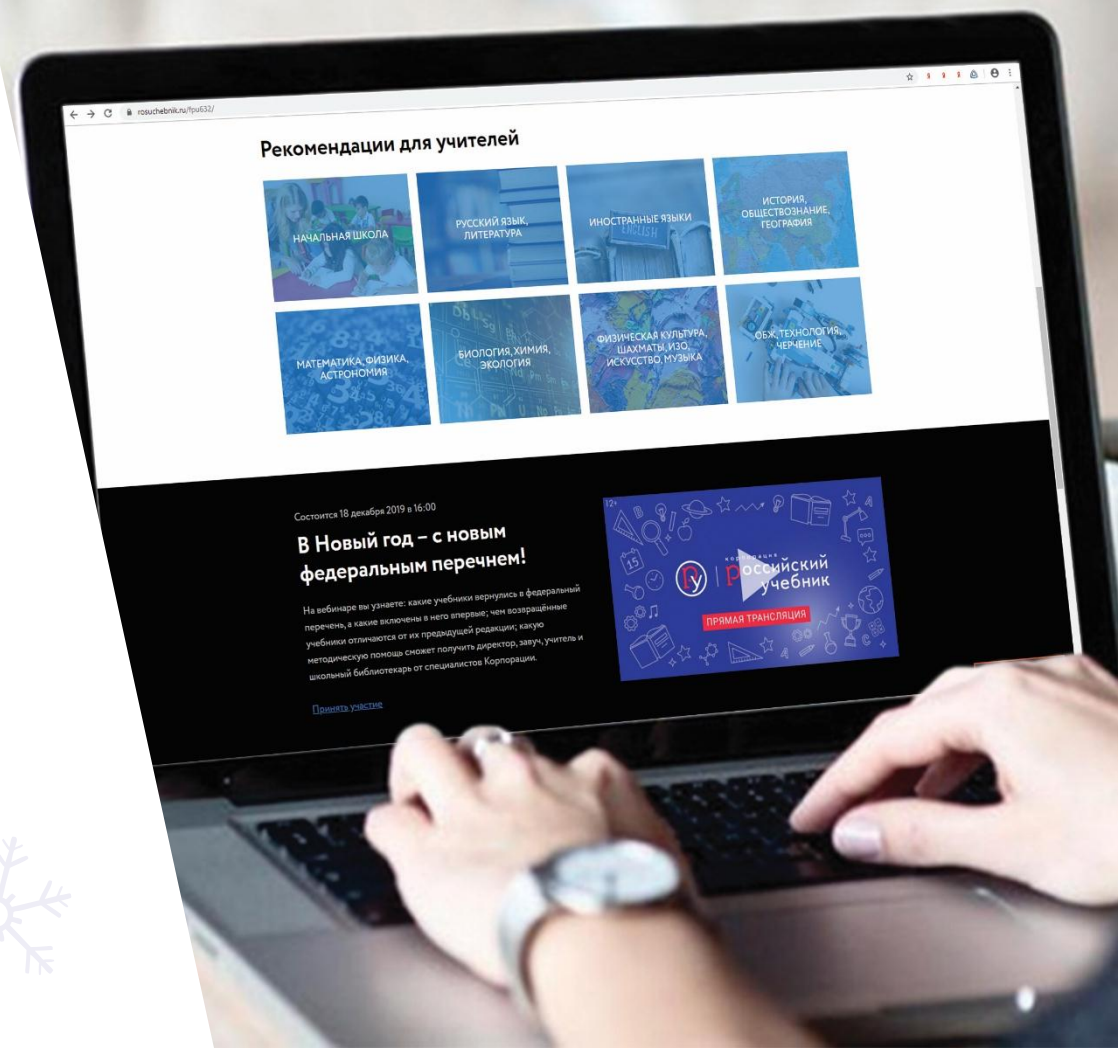 rosuchebnik.ru/fpu632/
Рекомендации для учителей
НАЧАЛЬНАЯ ШКОЛА
РУССКИЙ ЯЗЫК,
ЛИТЕРАТУРА
ИНОСТРАННЫЕ ЯЗЫКИ
ENGLISH
ИСТОРИЯ,
ОБЩЕСТВОЗНАНИЕ,
ГЕОГРАФИЯ
МАТЕМАТИКА, ФИЗИКА,
АСТРОНОМИЯ
БИОЛОГИЯ, ХИМИЯ,
ЭКОЛОГИЯ
ФИЗИЧЕСКАЯ КУЛЬТУРА,
ШАХМАТЫ, ИЗО,
ИСКУССТВО, МУЗЫКА
ОБЖ, ТЕХНОЛОГИЯ,
ЧЕРЧЕНИЕ
Состоится 18 декабря 2019 в 16:00
В Новый год – с новым
федеральным перечнем!
На вебинаре вы узнаете: какие учебники вернулись в федеральный
перечень, а какие включены в него впервые; чем возвращённые
учебники отличаются от их предыдущей редакции; какую
методическую помощь сможет получить директор, завуч, учитель и
школьный библиотекарь от специалистов Корпорации.
Принять участие
12+
15
корпорация
ру
российский
учебник
ПРЯМАЯ ТРАНСЛЯЦИЯ